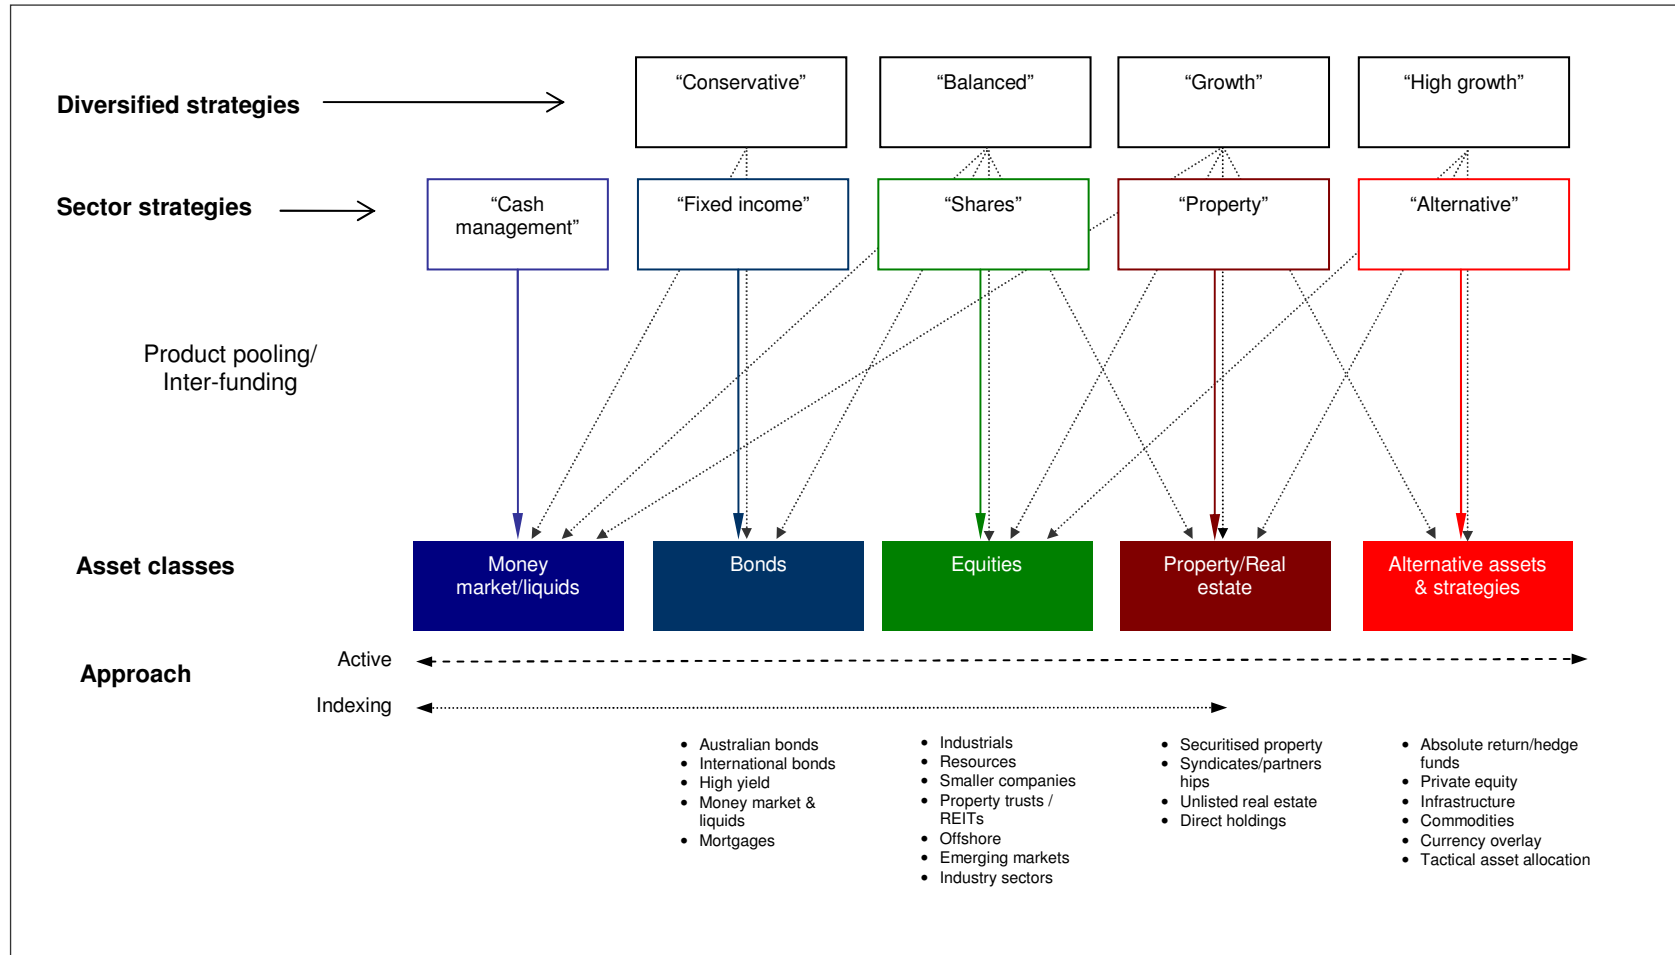 “Conservative”
“Balanced”
“Growth”
“High growth”
Diversified strategies
Sector strategies
“Cash
management”
“Fixed income”
“Shares”
“Property”
“Alternative”
Product pooling/
Inter-funding
Asset classes
Money
market/liquids
Bonds
Equities
Property/Real
estate
Alternative assets
& strategies
Approach
Active
Indexing
• Australian bonds
• International bonds
• High yield
• Money market &
liquids
• Mortgages
• Industrials
• Resources
• Smaller companies
• Property trusts /
REITs
• Offshore
• Emerging markets
• Industry sectors
• Securitised property
• Syndicates/partners
hips
• Unlisted real estate
• Direct holdings
• Absolute return/hedge
funds
• Private equity
• Infrastructure
• Commodities
• Currency overlay
• Tactical asset allocation